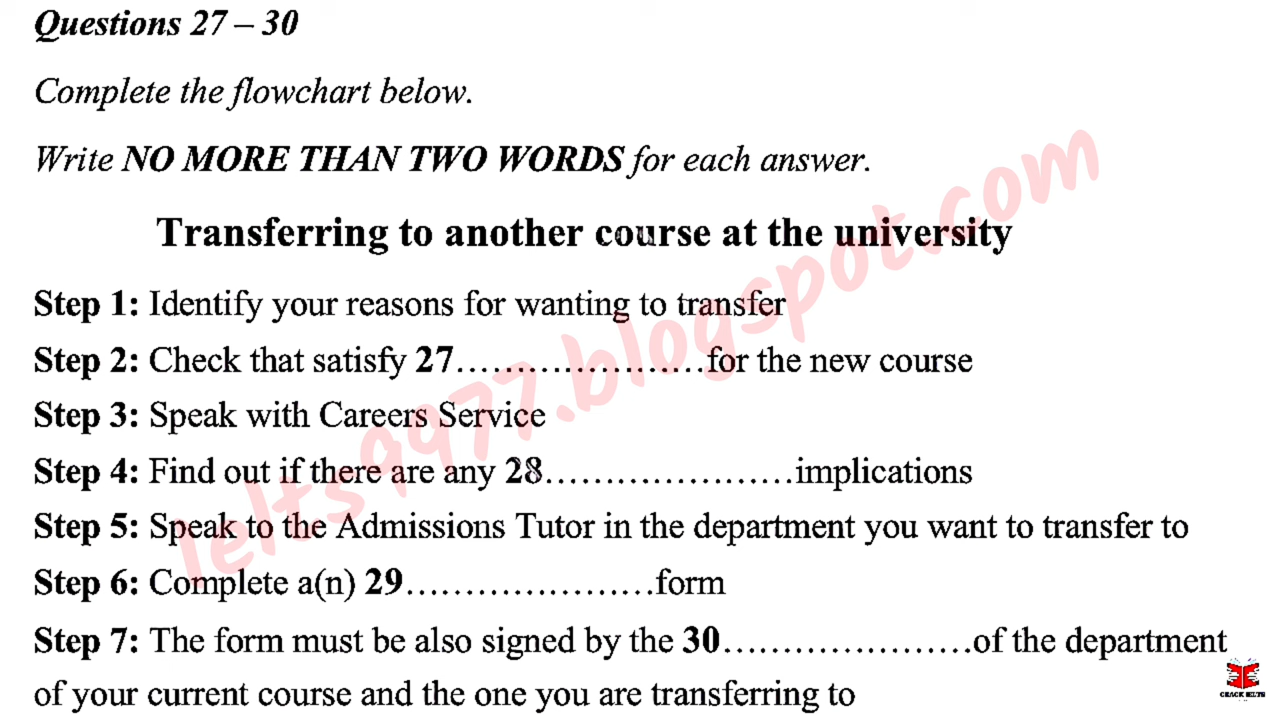 Questions 27 – 30
Complete the flowchart below.
Write NO MORE THAN TWO WORDS for each answer.
Transferring to another course at the university
Step 1: Identify your reasons for wanting to transfer
Step 2: Check that satisfy 27.....................for the new course
Step 3: Speak with Careers Service
Step 4: Find out if there are any 28.....................implications
Step 5: Speak to the Admissions Tutor in the department you want to transfer to
Step 6: Complete a(n) 29.....................form
Step 7: The form must be also signed by the 30.....................of the department
of your current course and the one you are transferring to
Ielts9977.blogspot.com
CRACK IELTS